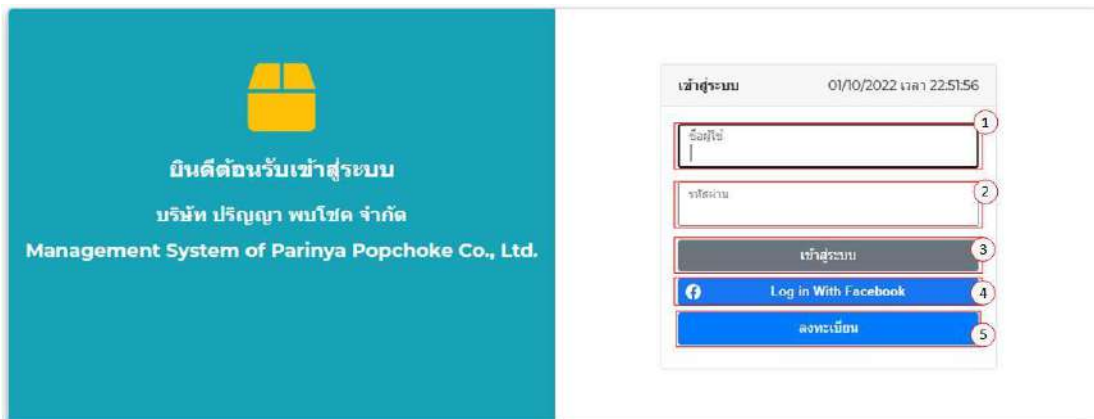 ยินดีต้อนรับเข้าสู่ระบบ
บริษัท ปริญญา พบโชค จำกัด
Management System of Parinya Popchoke Co., Ltd.
เข้าสู่ระบบ 01/10/2022 เวลา 22:51:56
1
ชื่อผู้ใช้
รหัสผ่าน 2
เข้าสู่ระบบ 3
Log in With Facebook 4
ลงทะเบียน 5